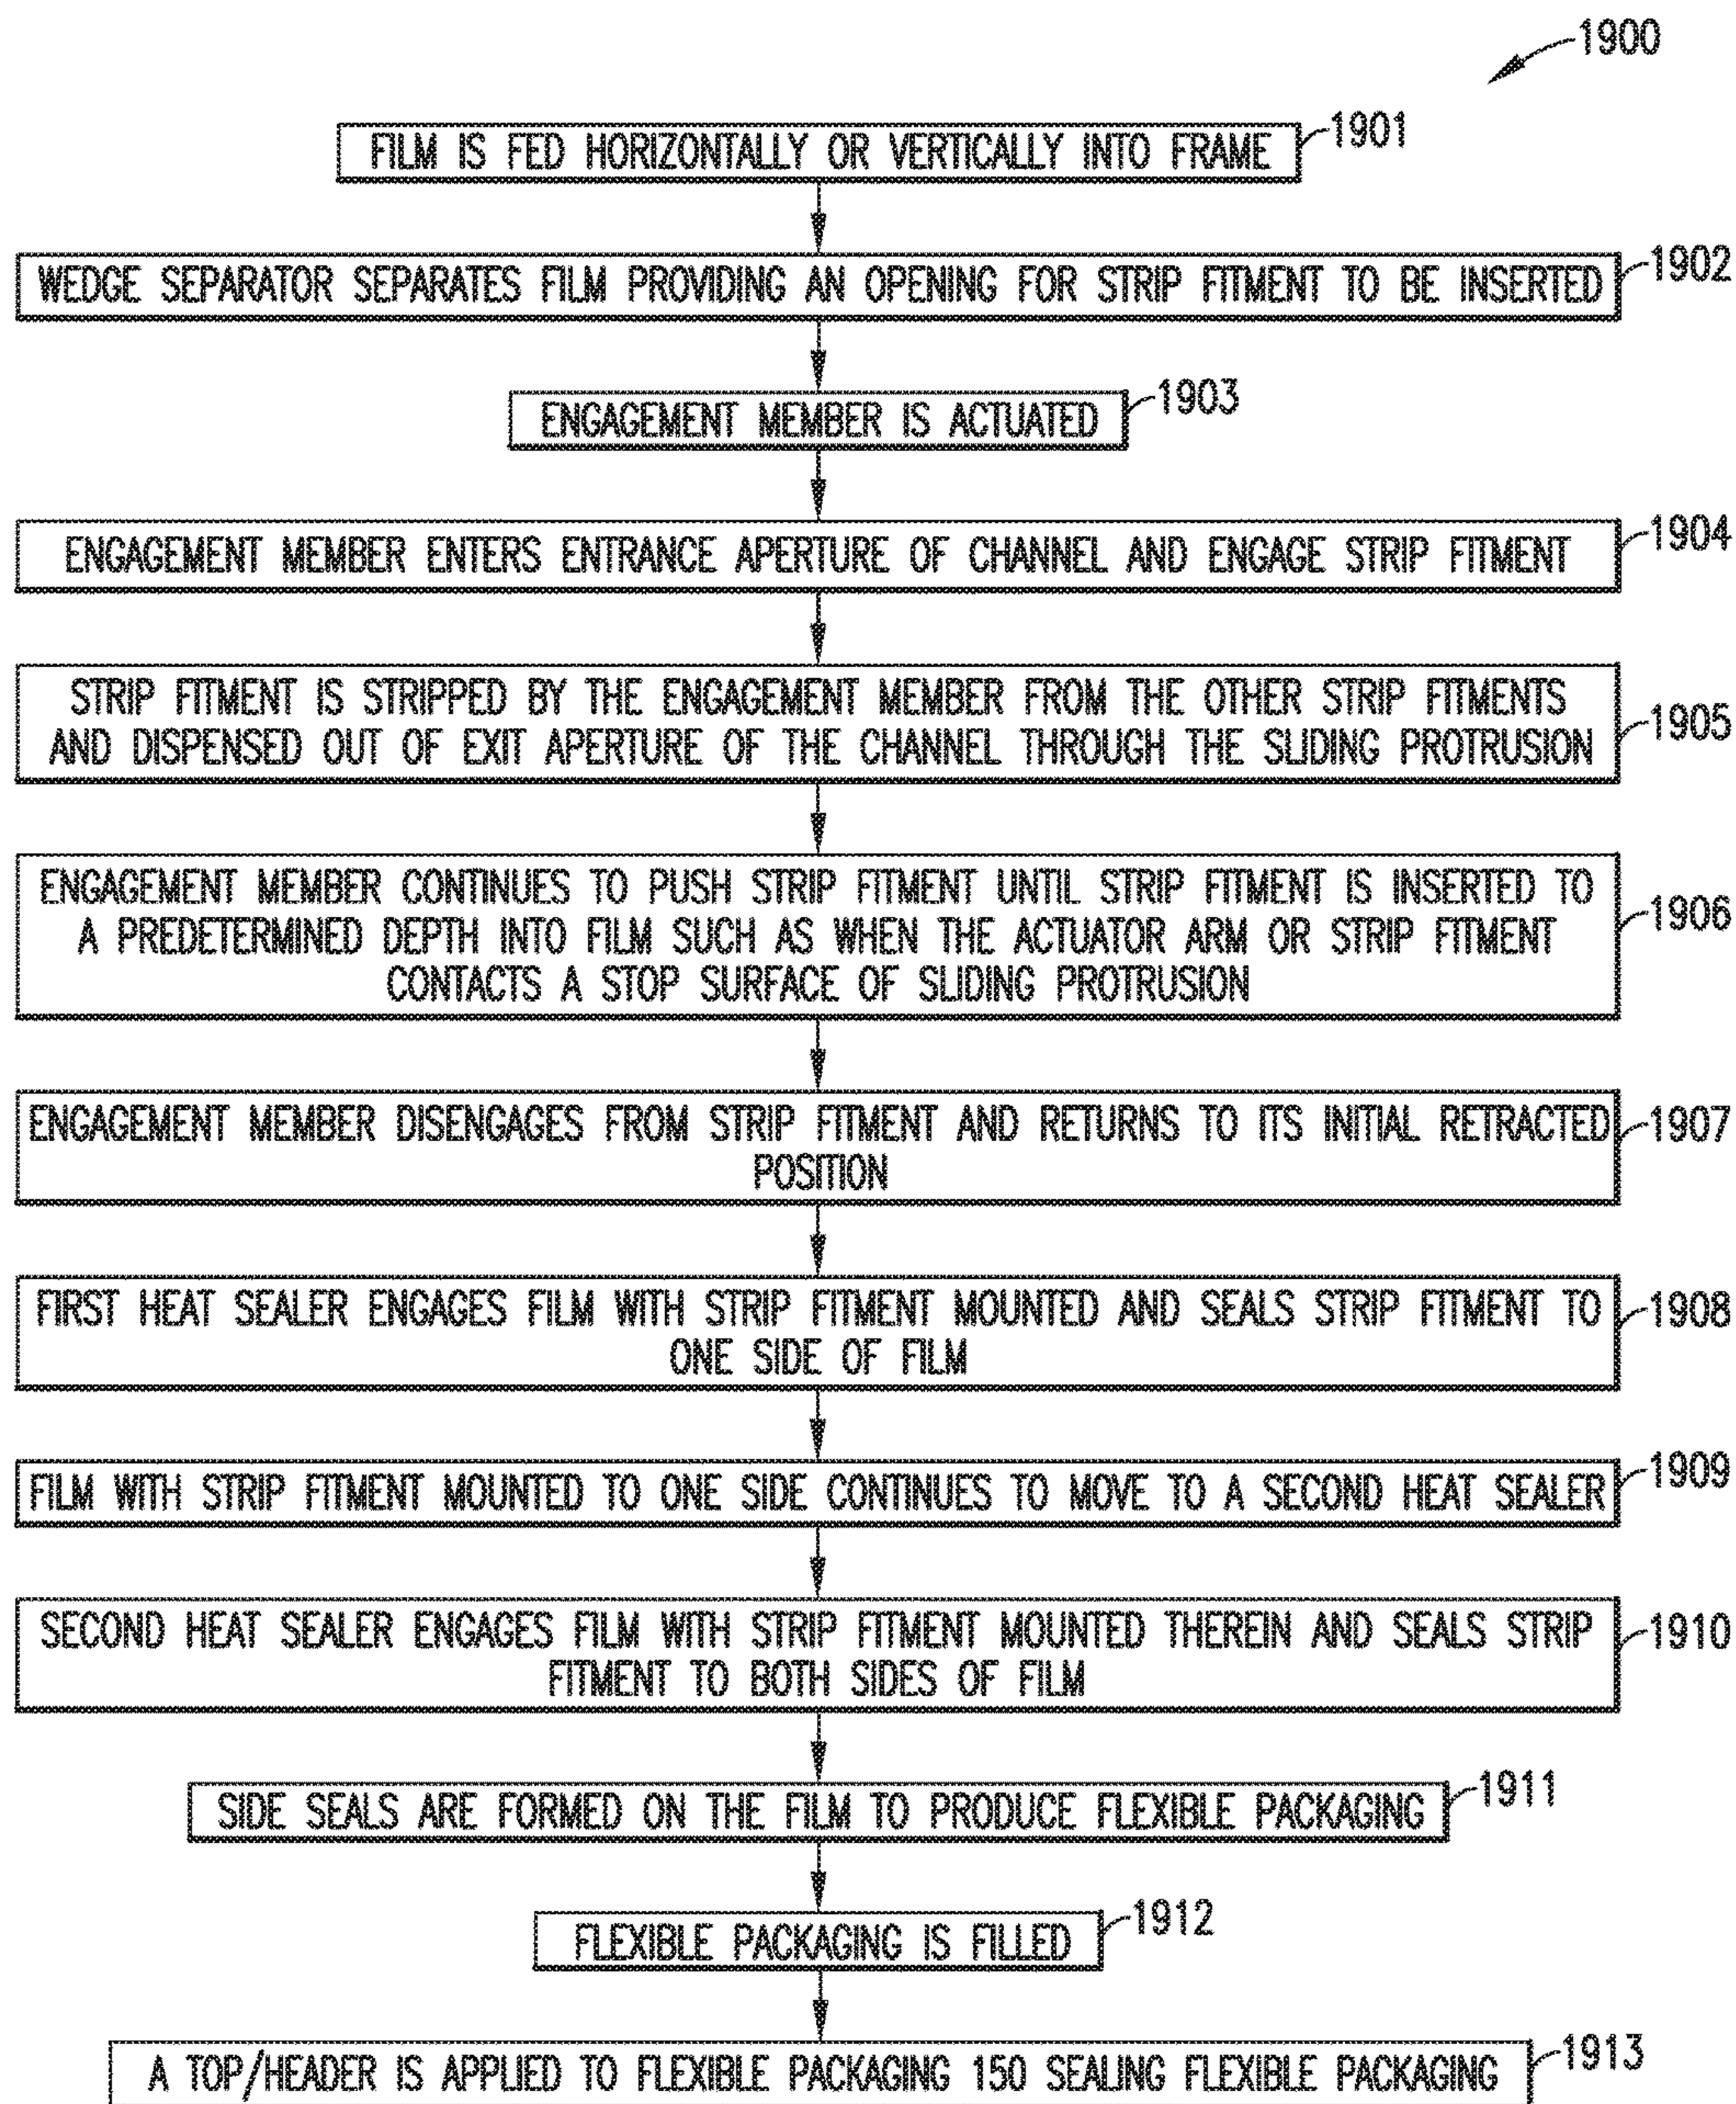 1900
FILM IS FED HORIZONTALLY OR VERTICALLY INTO FRAME
1901
WEDGE SEPARATOR SEPARATES FILM PROVIDING AN OPENING FOR STRIP FITMENT TO BE INSERTED
1902
ENGAGEMENT MEMBER IS ACTUATED
1903
ENGAGEMENT MEMBER ENTERS ENTRANCE APERTURE OF CHANNEL AND ENGAGE STRIP FITMENT
1904
STRIP FITMENT IS STRIPPED BY THE ENGAGEMENT MEMBER FROM THE OTHER STRIP FITMENTS
AND DISPENSED OUT OF EXIT APERTURE OF THE CHANNEL THROUGH THE SLIDING PROTRUSION
1905
ENGAGEMENT MEMBER CONTINUES TO PUSH STRIP FITMENT UNTIL STRIP FITMENT IS INSERTED TO
A PREDETERMINED DEPTH INTO FILM SUCH AS WHEN THE ACTUATOR ARM OR STRIP FITMENT
CONTACTS A STOP SURFACE OF SLIDING PROTRUSION
1906
ENGAGEMENT MEMBER DISENGAGES FROM STRIP FITMENT AND RETURNS TO ITS INITIAL RETRACTED
POSITION
1907
FIRST HEAT SEALER ENGAGES FILM WITH STRIP FITMENT MOUNTED AND SEALS STRIP FITMENT TO
ONE SIDE OF FILM
1908
FILM WITH STRIP FITMENT MOUNTED TO ONE SIDE CONTINUES TO MOVE TO A SECOND HEAT SEALER
1909
SECOND HEAT SEALER ENGAGES FILM WITH STRIP FITMENT MOUNTED THEREIN AND SEALS STRIP
FITMENT TO BOTH SIDES OF FILM
1910
SIDE SEALS ARE FORMED ON THE FILM TO PRODUCE FLEXIBLE PACKAGING
1911
FLEXIBLE PACKAGING IS FILLED
1912
A TOP/HEADER IS APPLIED TO FLEXIBLE PACKAGING 150 SEALING FLEXIBLE PACKAGING
1913